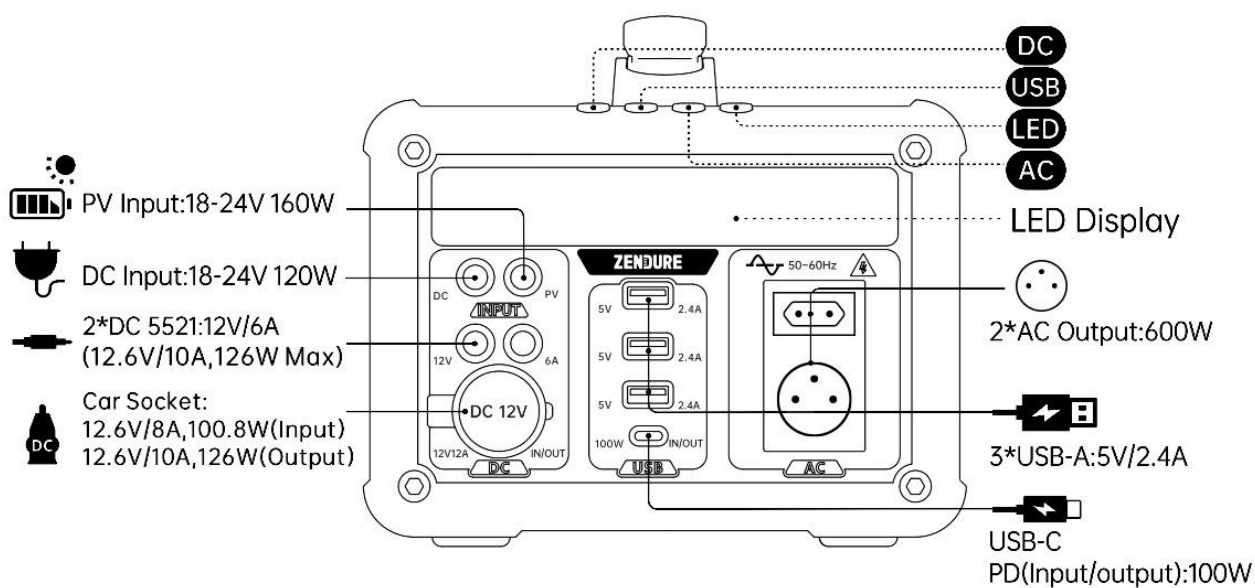 DC
USB
LED
AC
PV Input:18-24V 160W
LED Display
DC Input:18-24V 120W
ZENDURE
50-60Hz
DC
PV
INPUT
5V
2.4A
2*AC Output:600W
2*DC 5521:12V/6A
(12.6V/10A,126W Max)
12V
6A
5V
2.4A
Car Socket:
12.6V/8A,100.8W(Input)
12.6V/10A,126W(Output)
DC
DC 12V
5V
2.4A
12V12A
IN/OUT
100W
IN/OUT
DC
USB
AC
3*USB-A:5V/2.4A
USB-C
PD(Input/output):100W